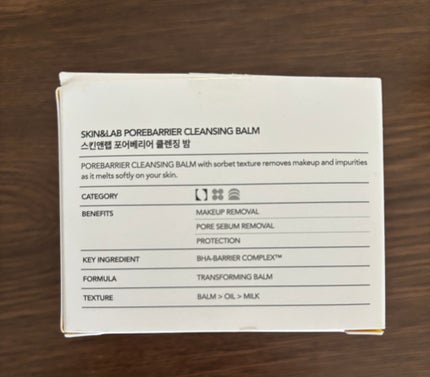 SKIN&LAB POREBARRIER CLEANSING BALM
스킨앤랩 포어베리어 클렌징 밤
POREBARRIER CLEANSING BALM with sorbet texture removes makeup and impurities
as it melts softly on your skin.
CATEGORY
BENEFITS MAKEUP REMOVAL
PORE SEBUM REMOVAL
PROTECTION
KEY INGREDIENT BHA-BARRIER COMPLEX™
FORMULA TRANSFORMING BALM
TEXTURE BALM > OIL > MILK